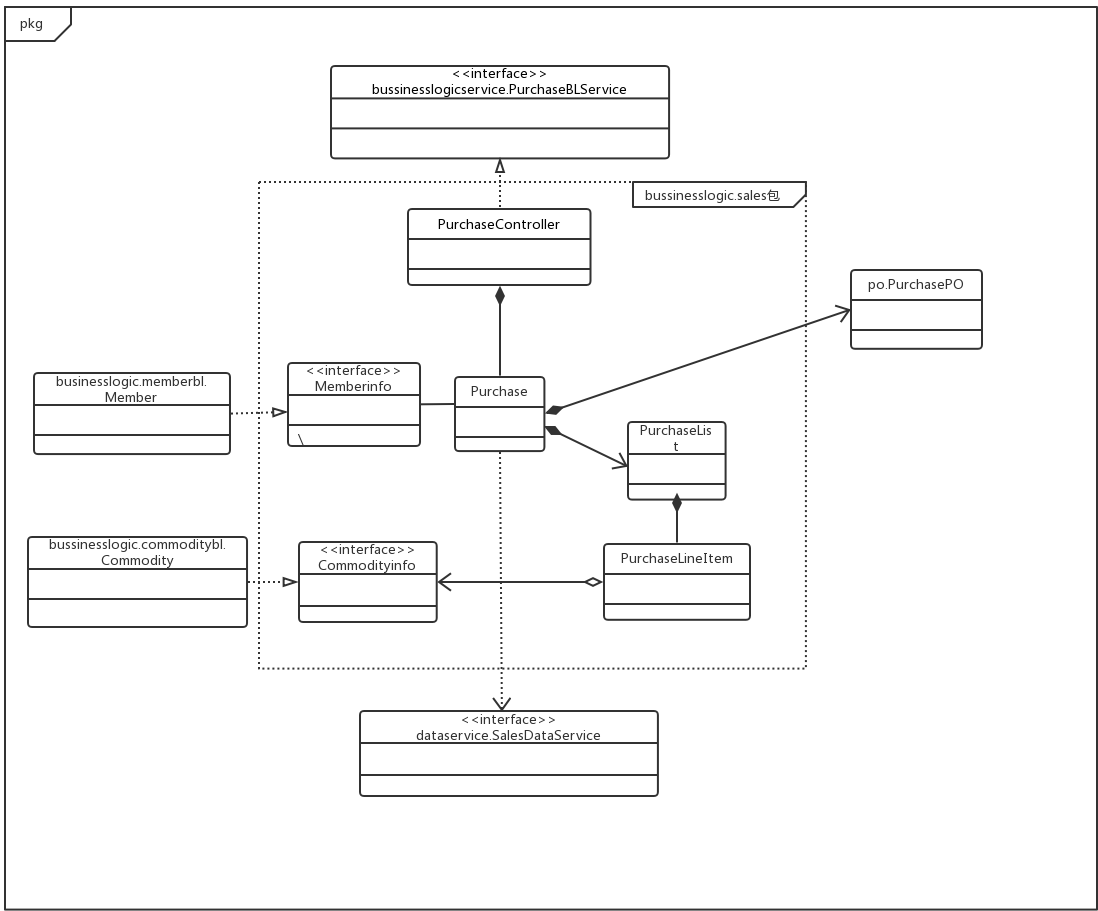 pkg
<<interface>>
bussinesslogicservice.PurchaseBLService
bussinesslogic.sales包
PurchaseController
po.PurchasePO
<<interface>>
Memberinfo
\
businesslogic.memberbl.
Member
Purchase
PurchaseLis
t
bussinesslogic.commoditybl.
Commodity
<<interface>>
Commodityinfo
PurchaseLineItem
<<interface>>
dataservice.SalesDataService